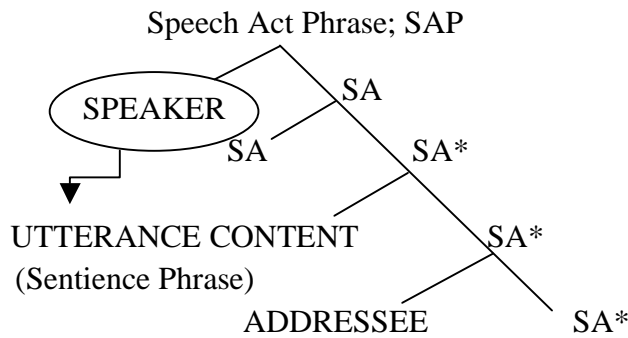 Speech Act Phrase; SAP
SPEAKER
SA
SA
SA*
UTTERANCE CONTENT
(Sentience Phrase)
SA*
ADDRESSEE
SA*